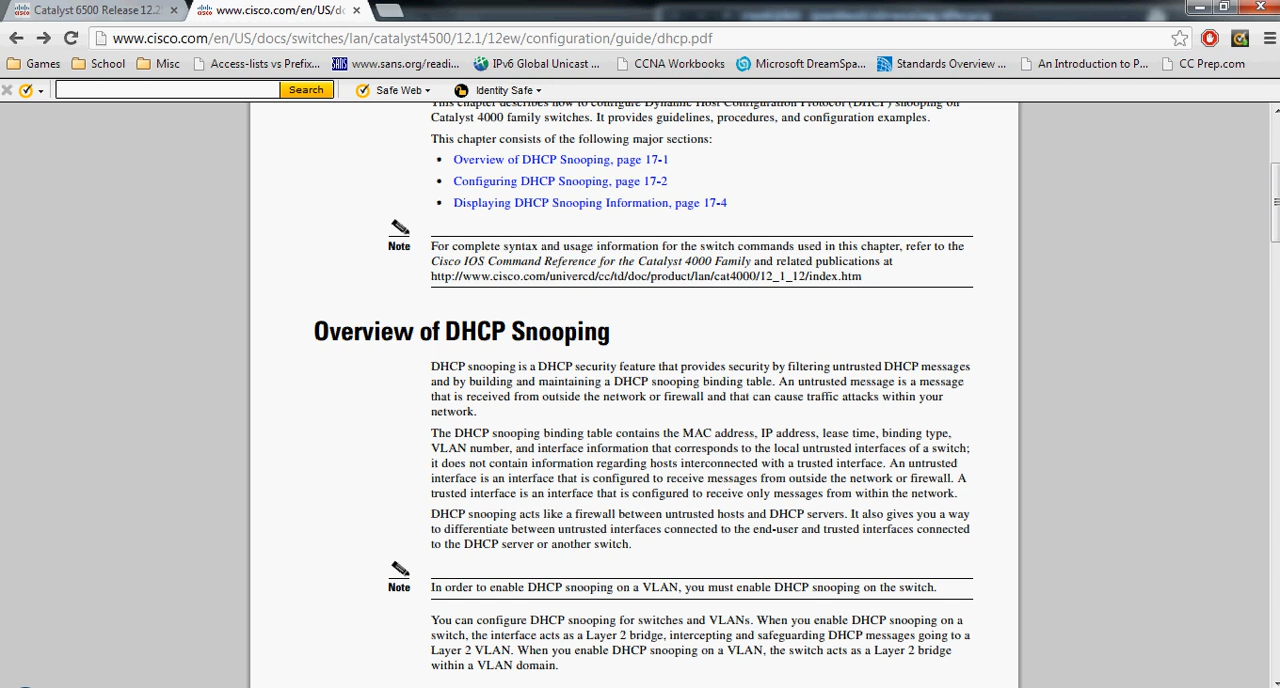 Catalyst 6500 Release 12.2
www.cisco.com/en/US/do
www.cisco.com/en/US/docs/switches/lan/catalyst4500/12.1/12ew/configuration/guide/dhcp.pdf
Games School Misc Access-lists vs Prefix... www.sans.org/readi... IPv6 Global Unicast ... CCNA Workbooks Microsoft DreamSpa... Standards Overview ... An Introduction to P... CC Prep.com
Search Safe Web Identity Safe
This chapter describes how to configure Dynamic Host Configuration Protocol (DHCP) snooping on
Catalyst 4000 family switches. It provides guidelines, procedures, and configuration examples.
This chapter consists of the following major sections:
• Overview of DHCP Snooping, page 17-1
• Configuring DHCP Snooping, page 17-2
• Displaying DHCP Snooping Information, page 17-4
Note For complete syntax and usage information for the switch commands used in this chapter, refer to the
Cisco IOS Command Reference for the Catalyst 4000 Family and related publications at
http://www.cisco.com/univercd/cc/td/doc/product/lan/cat4000/12_1_12/index.htm
Overview of DHCP Snooping
DHCP snooping is a DHCP security feature that provides security by filtering untrusted DHCP messages
and by building and maintaining a DHCP snooping binding table. An untrusted message is a message
that is received from outside the network or firewall and that can cause traffic attacks within your
network.
The DHCP snooping binding table contains the MAC address, IP address, lease time, binding type,
VLAN number, and interface information that corresponds to the local untrusted interfaces of a switch;
it does not contain information regarding hosts interconnected with a trusted interface. An untrusted
interface is an interface that is configured to receive messages from outside the network or firewall. A
trusted interface is an interface that is configured to receive only messages from within the network.
DHCP snooping acts like a firewall between untrusted hosts and DHCP servers. It also gives you a way
to differentiate between untrusted interfaces connected to the end-user and trusted interfaces connected
to the DHCP server or another switch.
Note In order to enable DHCP snooping on a VLAN, you must enable DHCP snooping on the switch.
You can configure DHCP snooping for switches and VLANs. When you enable DHCP snooping on a
switch, the interface acts as a Layer 2 bridge, intercepting and safeguarding DHCP messages going to a
Layer 2 VLAN. When you enable DHCP snooping on a VLAN, the switch acts as a Layer 2 bridge
within a VLAN domain.